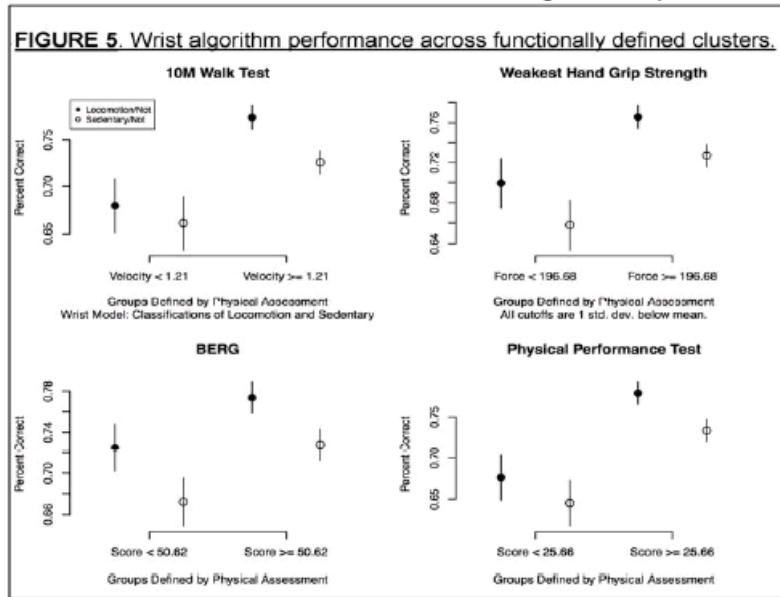 FIGURE 5. Wrist algorithm performance across functionally defined clusters.
10M Walk Test
Locomotion/Not
Sedentary/Not
Percent Correct
0.75
0.70
0.65
Velocity < 1.21
Velocity >= 1.21
Groups Defined by Physical Assessment
Wrist Model: Classifications of Locomotion and Sedentary
Weakest Hand Grip Strength
Percent Correct
0.76
0.72
0.68
0.64
Force < 196.68
Force >= 196.68
Groups Defined by Physical Assessment
All cutoffs are 1 std. dev. below mean.
BERG
Percent Correct
0.78
0.74
0.70
0.66
Score < 50.62
Score >= 50.62
Groups Defined by Physical Assessment
Physical Performance Test
Percent Correct
0.75
0.70
0.65
Score < 25.66
Score >= 25.66
Groups Defined by Physical Assessment